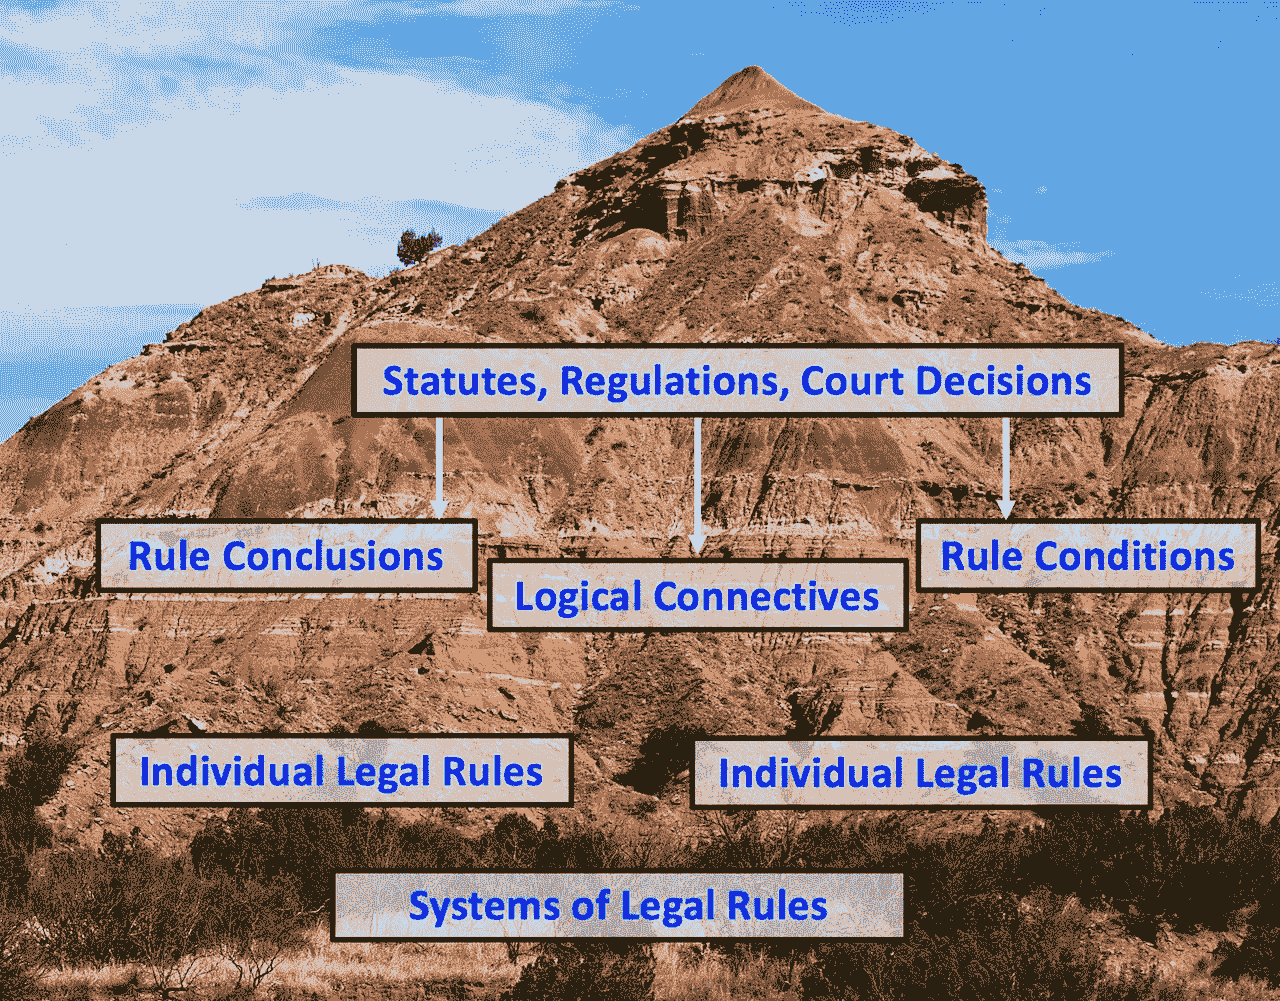 Statutes, Regulations, Court Decisions
Rule Conclusions
Logical Connectives
Rule Conditions
Individual Legal Rules
Individual Legal Rules
Systems of Legal Rules